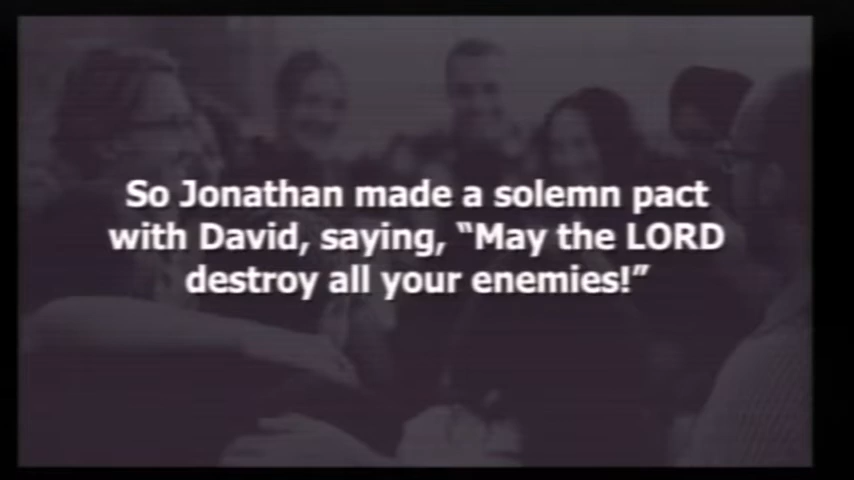 So Jonathan made a solemn pact
with David, saying, “May the LORD
destroy all your enemies!”